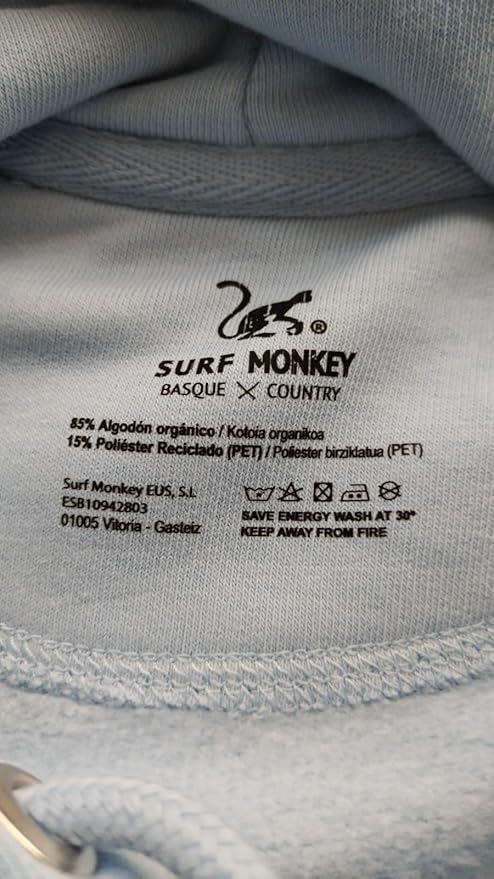 ®
SURF MONKEY
BASQUE X COUNTRY
85% Algodón orgánico / Kotoia organikoa
15% Poliéster Reciclado (PET) / Poliester birziklatua (PET)
Surf Monkey EUS, S.L
ESB10942803
01005 Vitoria - Gasteiz
SAVE ENERGY WASH AT 30°
KEEP AWAY FROM FIRE